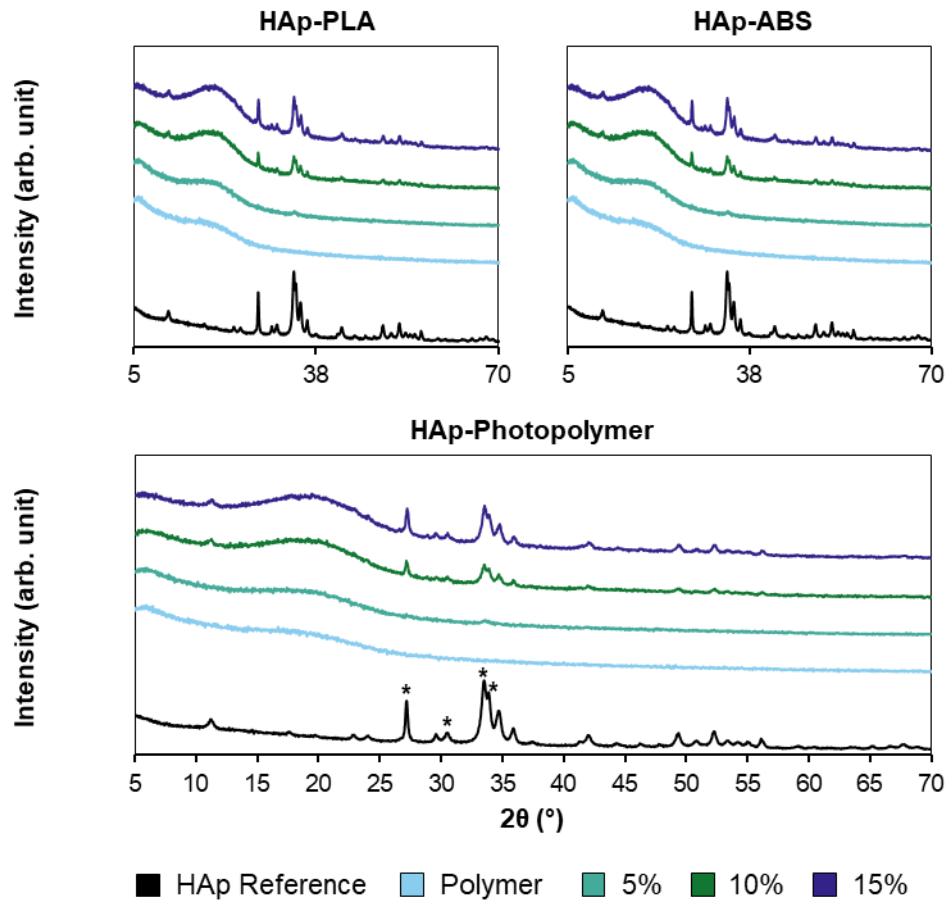 HAp-PLA
HAp-ABS
Intensity (arb. unit)
5 38 70
5 38 70
HAp-Photopolymer
Intensity (arb. unit)
* * * *
5 10 15 20 25 30 35 40 45 50 55 60 65 70
2θ (°)
HAp Reference Polymer 5% 10% 15%